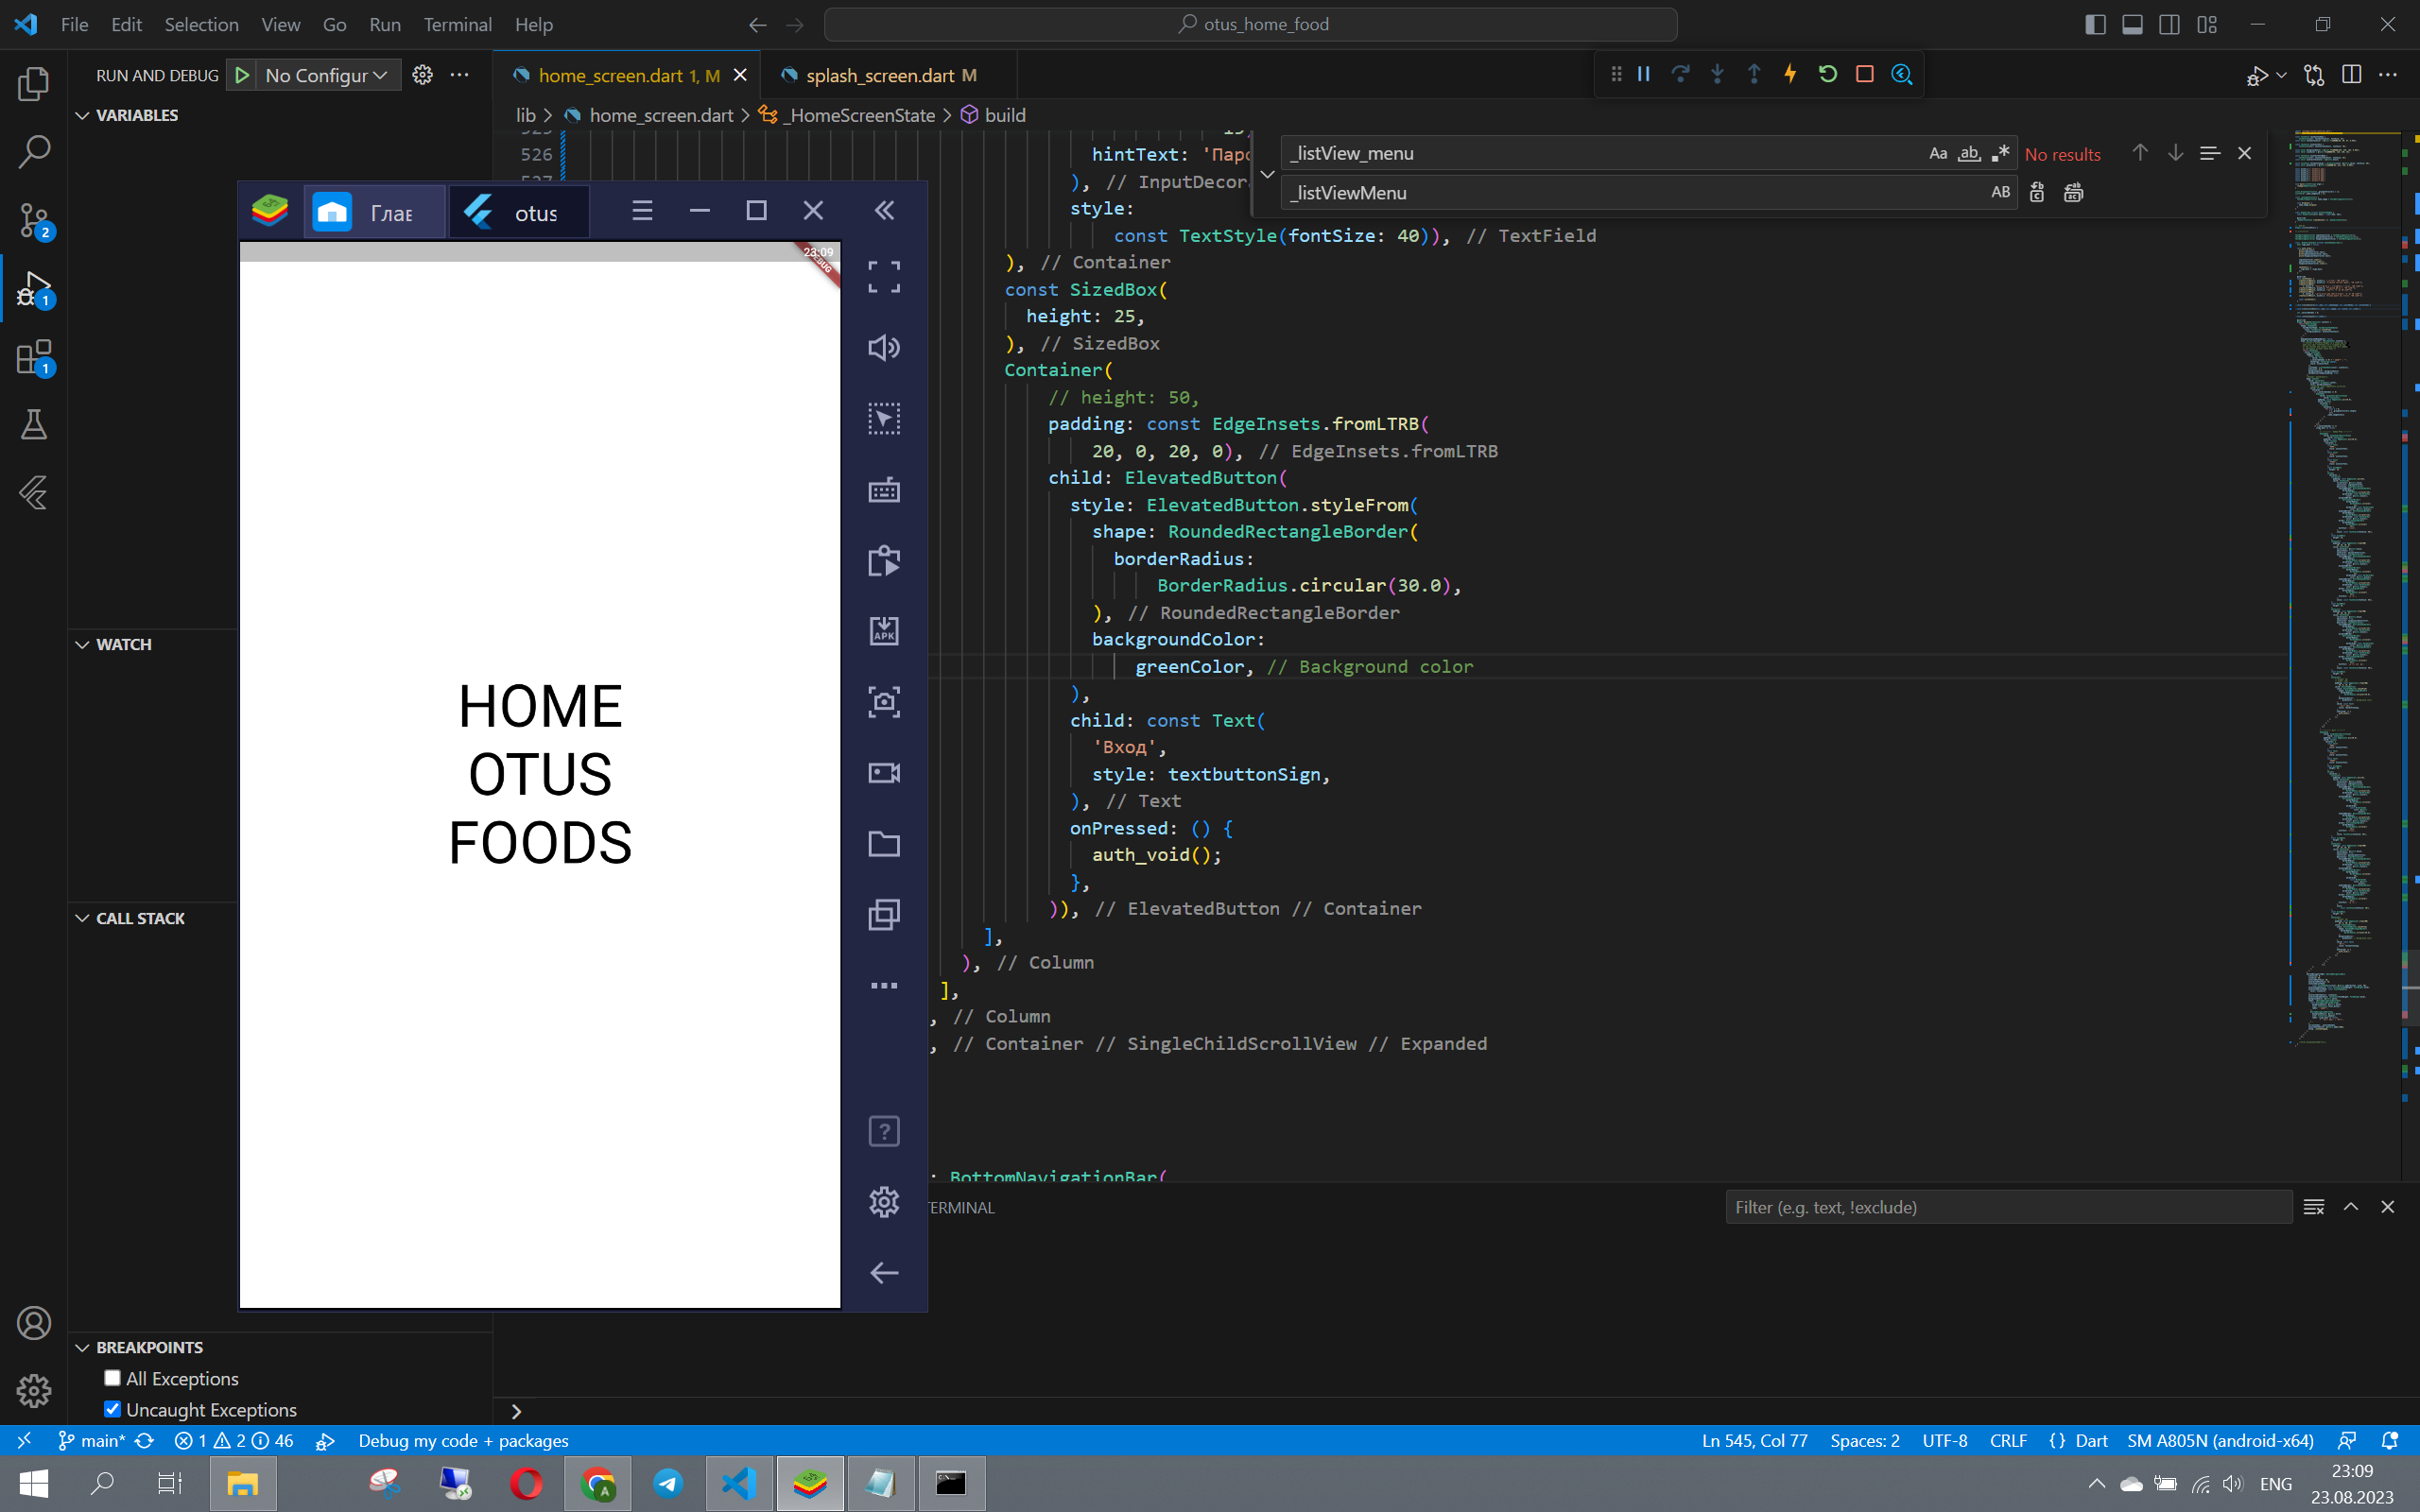 File Edit Selection View Go Run Terminal Help
otus_home_food
RUN AND DEBUG No Configur
home_screen.dart 1, M
splash_screen.dart M
VARIABLES
lib > home_screen.dart > _HomeScreenState > build
_listView_menu
Aa ab .* No results
_listViewMenu
AB
526 hintText: 'Паро
), // InputDecor
style:
const TextStyle(fontSize: 40)), // TextField
), // Container
const SizedBox(
height: 25,
), // SizedBox
Container(
// height: 50,
padding: const EdgeInsets.fromLTRB(
20, 0, 20, 0), // EdgeInsets.fromLTRB
child: ElevatedButton(
style: ElevatedButton.styleFrom(
shape: RoundedRectangleBorder(
borderRadius:
BorderRadius.circular(30.0),
), // RoundedRectangleBorder
backgroundColor:
greenColor, // Background color
),
child: const Text(
'Вход',
style: textbuttonSign,
), // Text
onPressed: () {
auth_void();
},
)), // ElevatedButton // Container
],
), // Column
],
, // Column
, // Container // SingleChildScrollView // Expanded
: BottomNavigationBar(
Глав
otus
23:09
HOME
OTUS
FOODS
APK
WATCH
CALL STACK
BREAKPOINTS
All Exceptions
Uncaught Exceptions
ERMINAL
Filter (e.g. text, !exclude)
main* 1 2 46 Debug my code + packages
Ln 545, Col 77 Spaces: 2 UTF-8 CRLF {} Dart SM A805N (android-x64)
ENG
23:09
23.08.2023